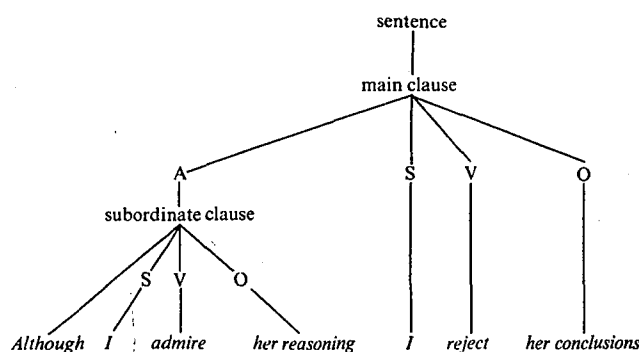 sentence
main clause
A S V O
subordinate clause
S V O
Although I admire her reasoning I reject her conclusions